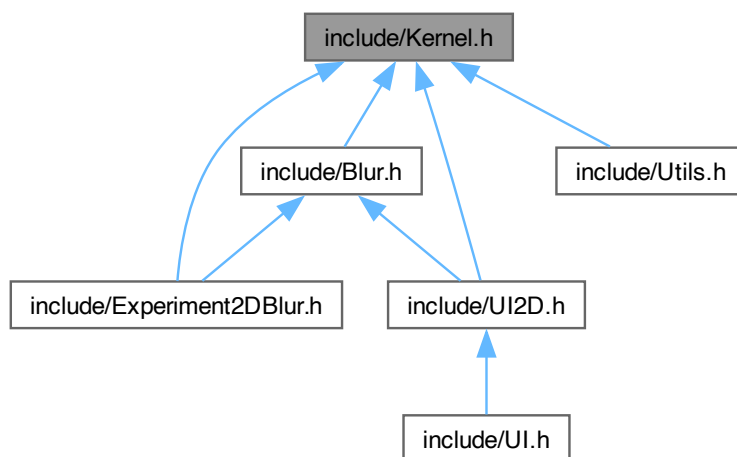 include/Kernel.h
include/Blur.h
include/Utils.h
include/Experiment2DBlur.h
include/UI2D.h
include/UI.h